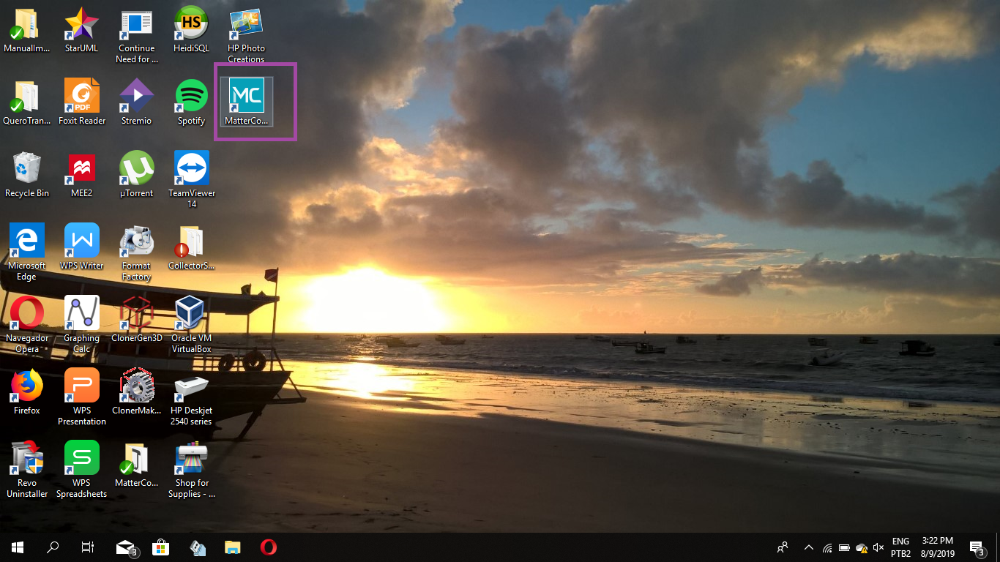 ManualIm...
StarUML
Continue
Need for ...
HS
HeidiSQL
HP Photo
Creations
QueroTran...
PDF
Foxit Reader
Stremio
Spotify
MC
MatterCo...
Recycle Bin
MEE2
µ
µTorrent
TeamViewer
14
Microsoft
Edge
W
WPS Writer
Format
Factory
CollectorS...
Navegador
Opera
Graphing
Calc
ClonerGen3D
Oracle VM
VirtualBox
Firefox
P
WPS
Presentation
ClonerMak...
HP Deskjet
2540 series
Revo
Uninstaller
S
WPS
Spreadsheets
MatterCo...
Shop for
Supplies - ...
3
ENG
PTB2
3:22 PM
8/9/2019
3